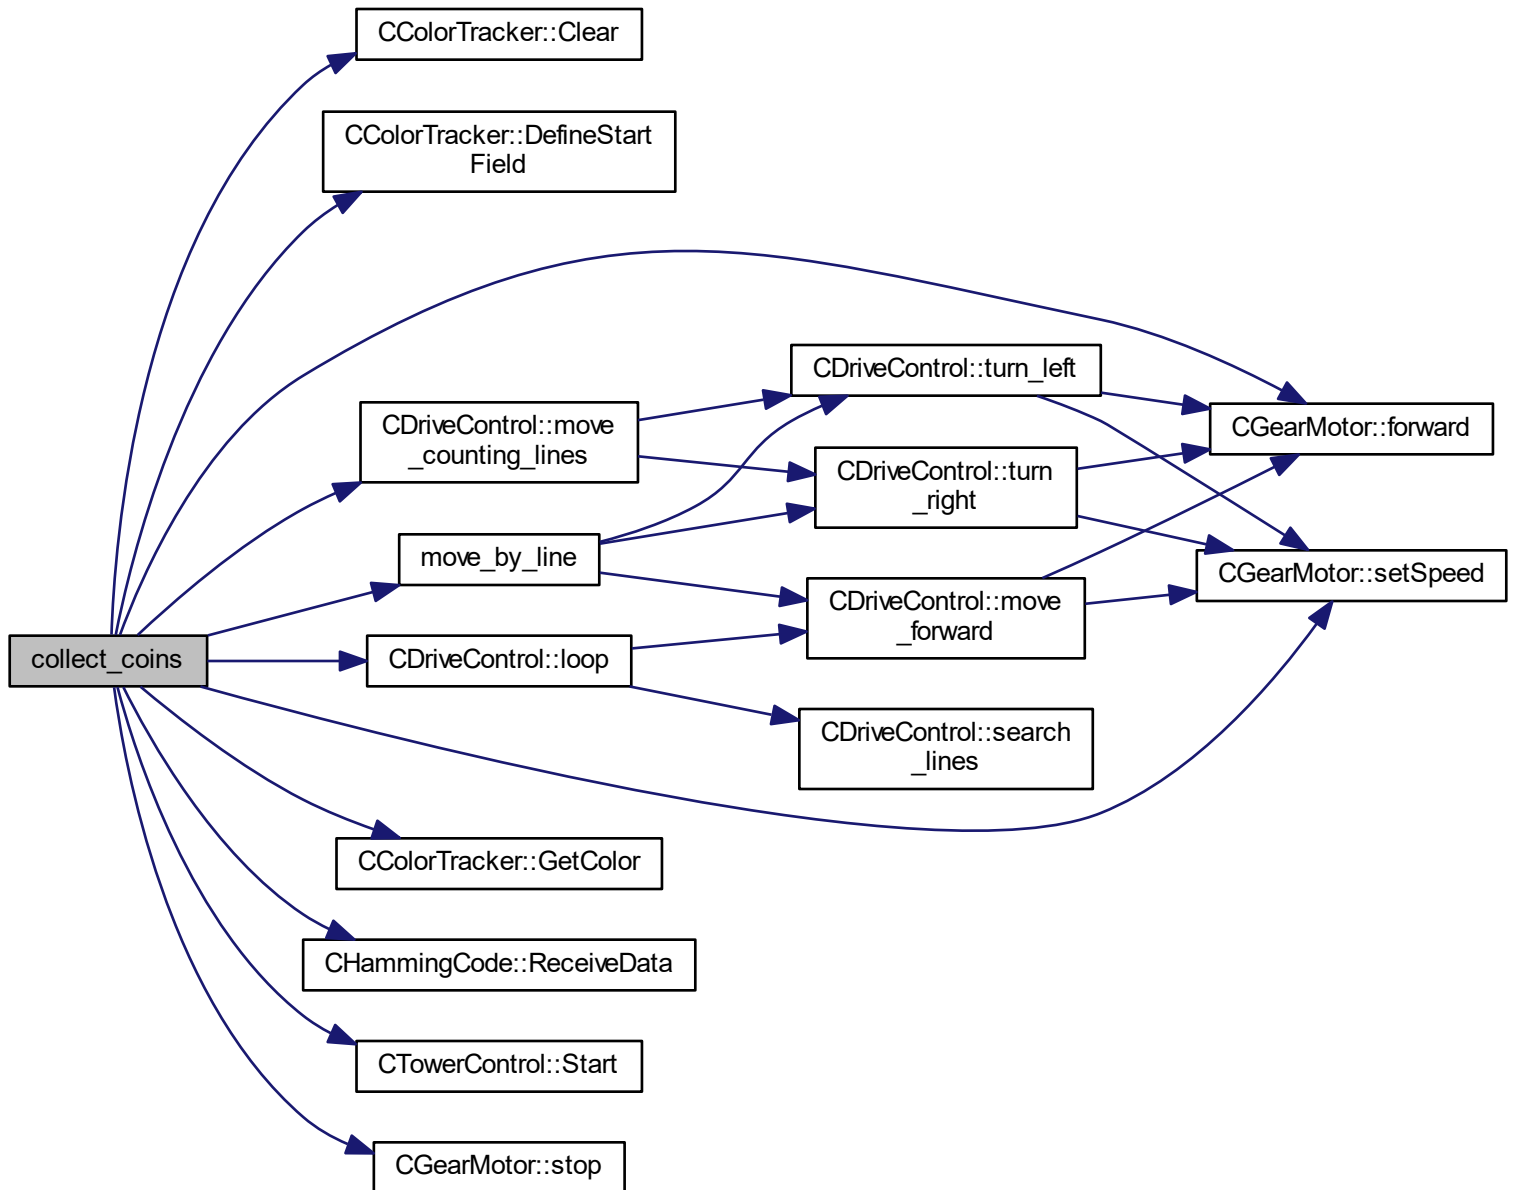 CColorTracker::Clear
CColorTracker::DefineStart
Field
CDriveControl::turn_left
CGearMotor::forward
CDriveControl::move
_counting_lines
CDriveControl::turn
_right
move_by_line
CGearMotor::setSpeed
CDriveControl::move
_forward
collect_coins
CDriveControl::loop
CDriveControl::search
_lines
CColorTracker::GetColor
CHammingCode::ReceiveData
CTowerControl::Start
CGearMotor::stop